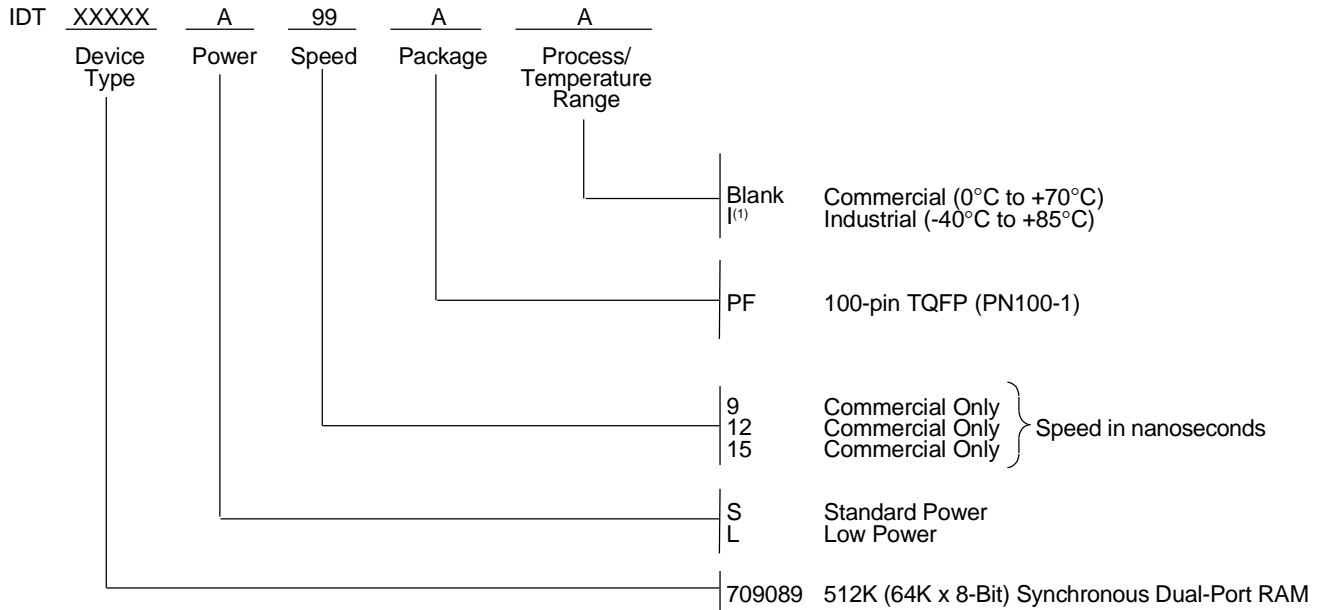 IDT XXXXX A 99 A A
Device Type Power Speed Package Process/ Temperature Range
Blank Commercial (0°C to +70°C)
I(1) Industrial (-40°C to +85°C)
PF 100-pin TQFP (PN100-1)
9 Commercial Only
12 Commercial Only Speed in nanoseconds
15 Commercial Only
S Standard Power
L Low Power
709089 512K (64K x 8-Bit) Synchronous Dual-Port RAM